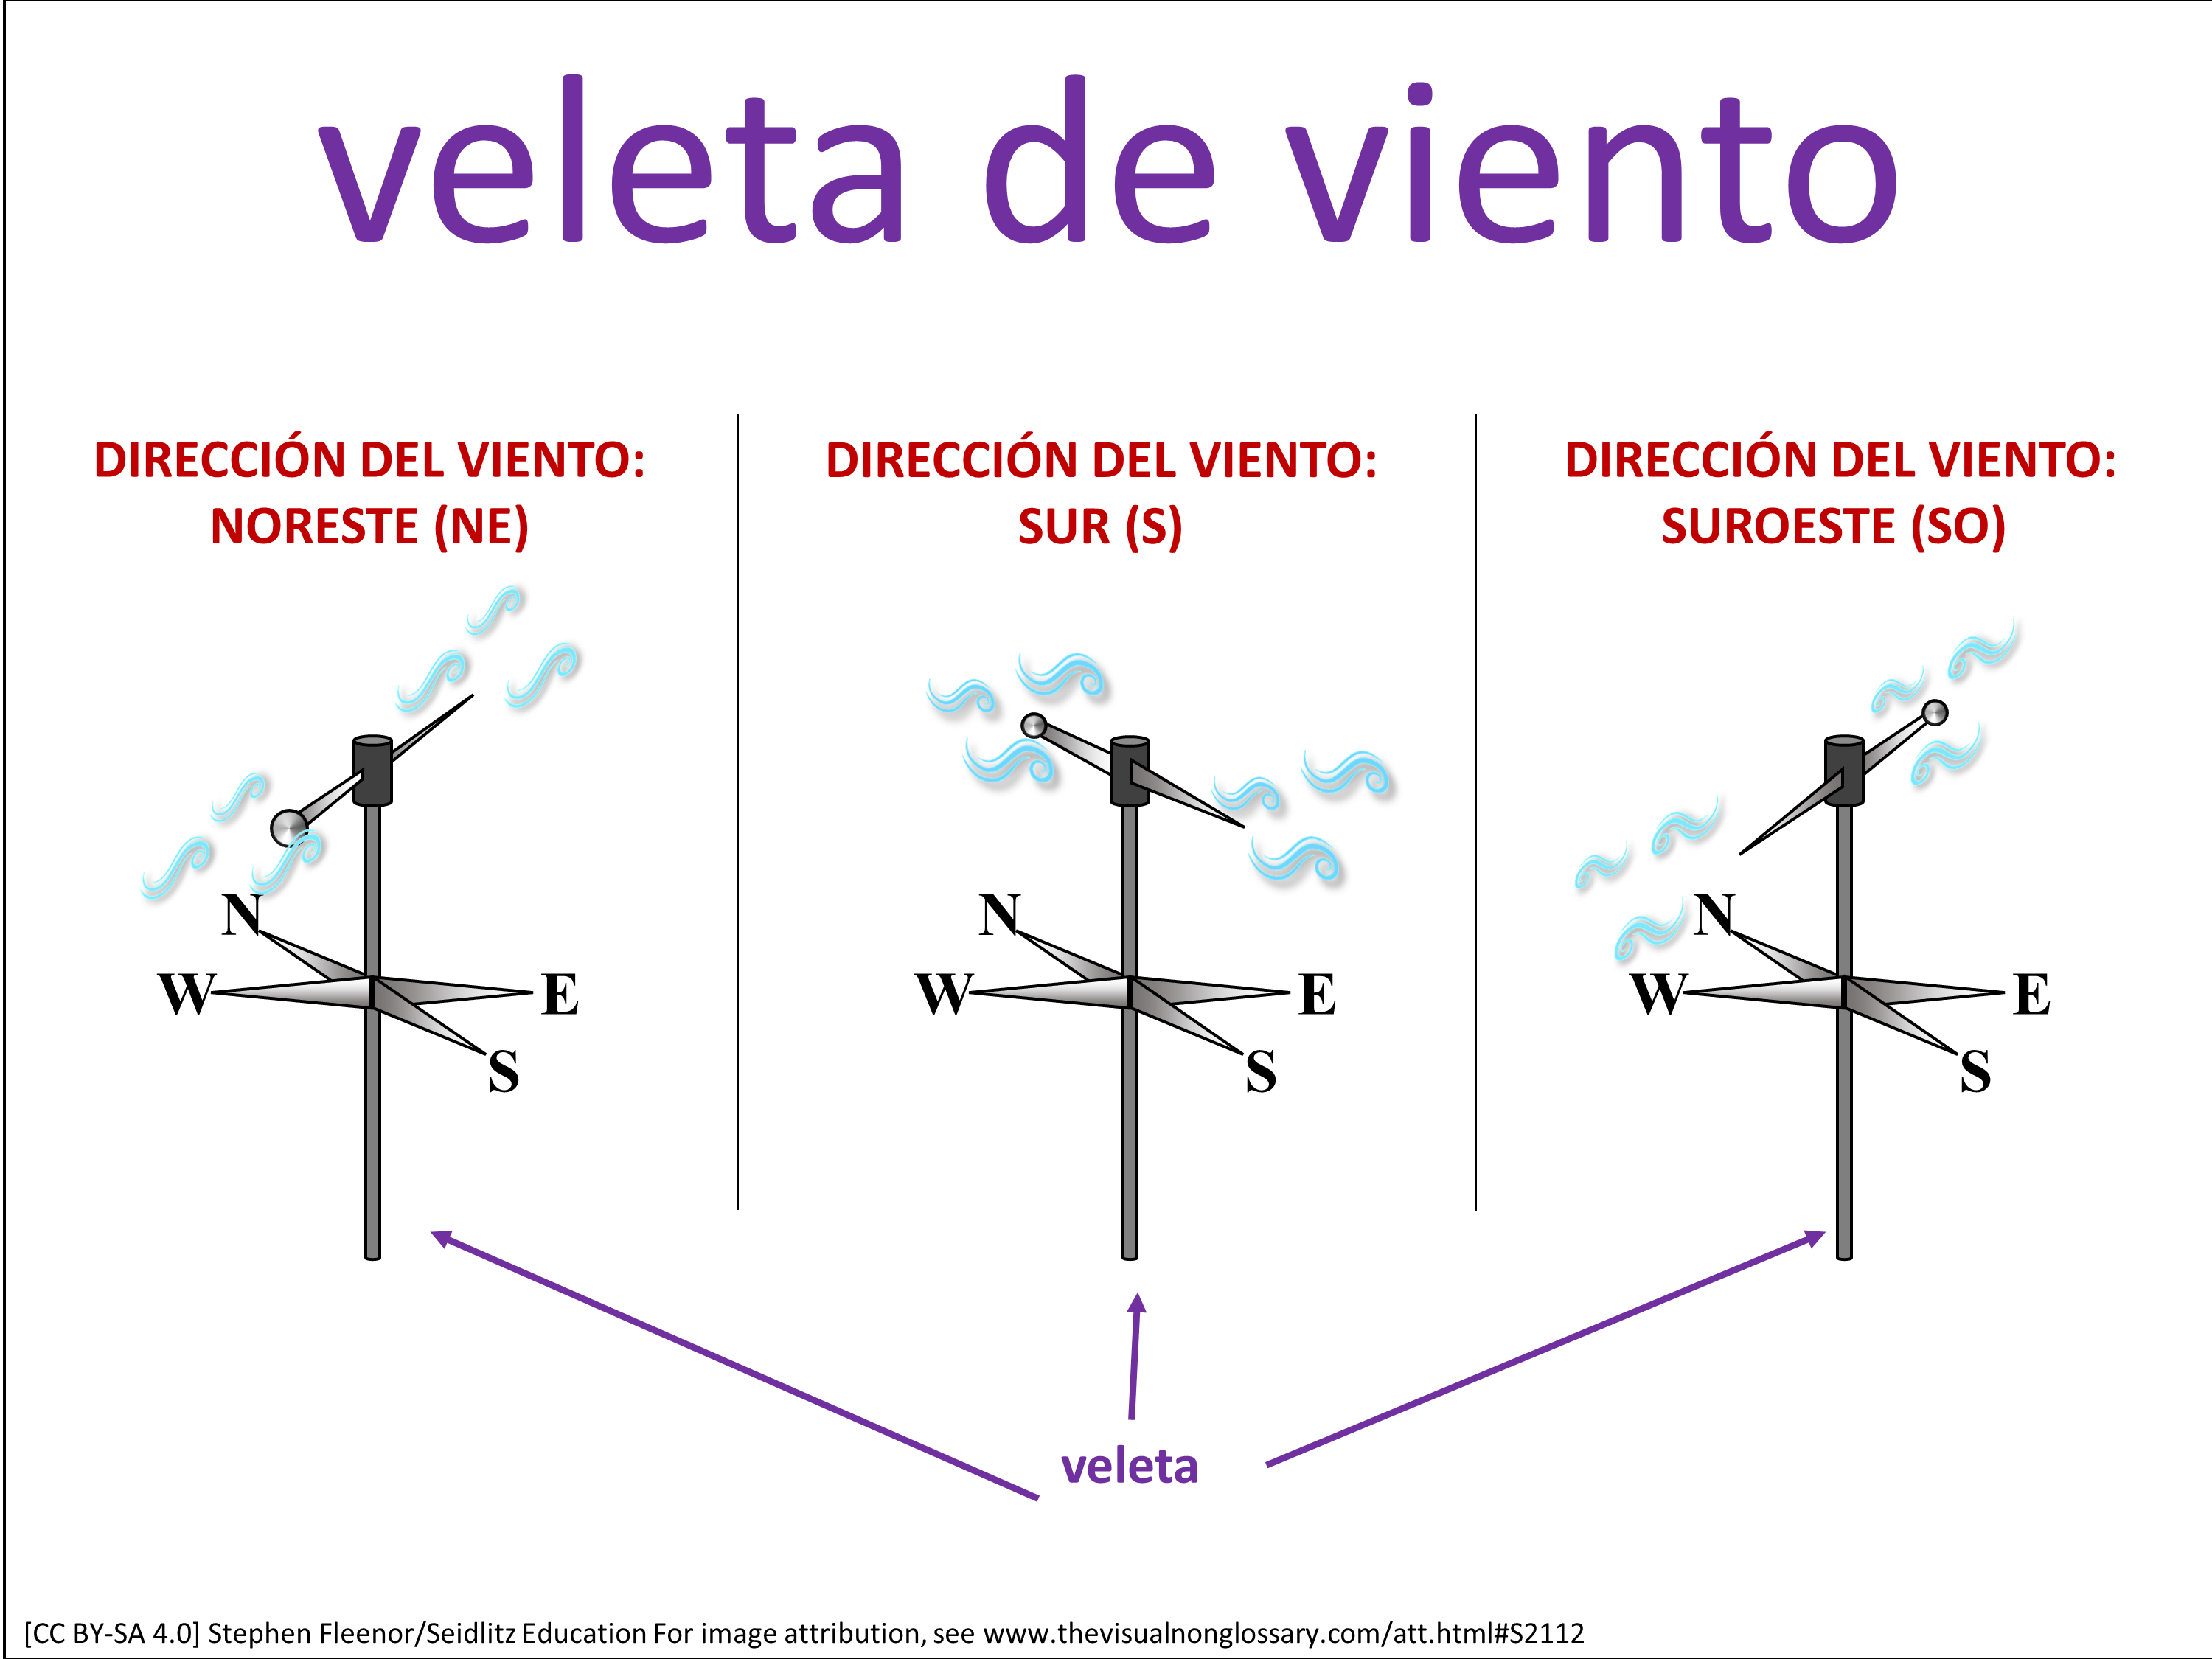 veleta de viento
DIRECCIÓN DEL VIENTO:
NORESTE (NE)
DIRECCIÓN DEL VIENTO:
SUR (S)
DIRECCIÓN DEL VIENTO:
SUROESTE (SO)
N
W
E
S
N
W
E
S
N
W
E
S
veleta
[CC BY-SA 4.0] Stephen Fleenor/Seidlitz Education For image attribution, see www.thevisualnonglossary.com/att.html#S2112